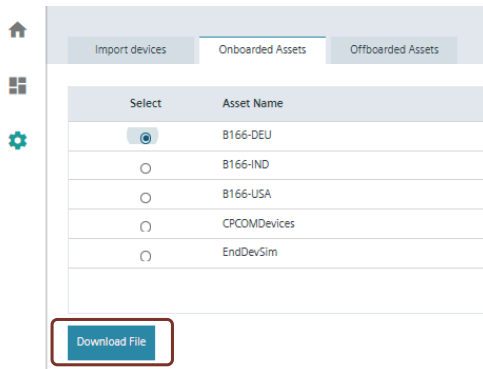 Import devices Onboarded Assets Offboarded Assets
Select Asset Name
B166-DEU
B166-IND
B166-USA
CPCOMDevices
EndDevSim
Download File